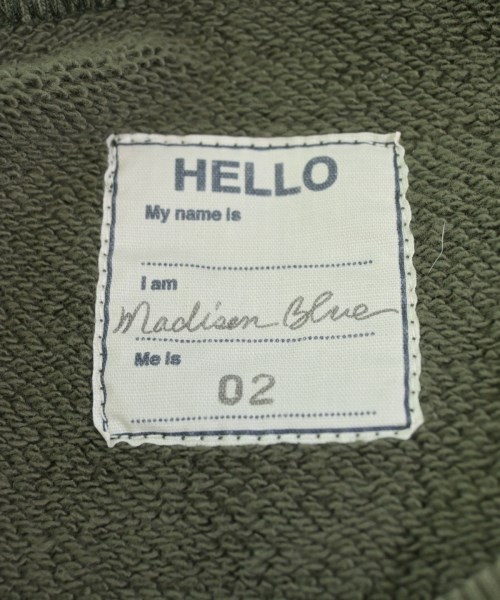 HELLO
My name is
I am
Madisen Blue
Me is
02